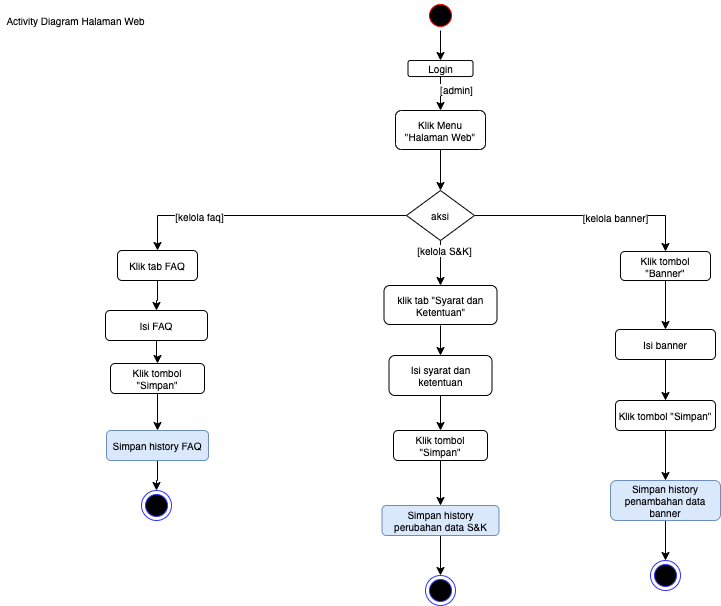 Activity Diagram Halaman Web
Login
[admin]
Klik Menu
"Halaman Web"
aksi
[kelola faq]
[kelola S&K]
[kelola banner]
Klik tab FAQ
Isi FAQ
Klik tombol
"Simpan"
Simpan history FAQ
klik tab "Syarat dan
Ketentuan"
Isi syarat dan
ketentuan
Klik tombol
"Simpan"
Simpan history
perubahan data S&K
Klik tombol
"Banner"
Isi banner
Klik tombol "Simpan"
Simpan history
penambahan data
banner